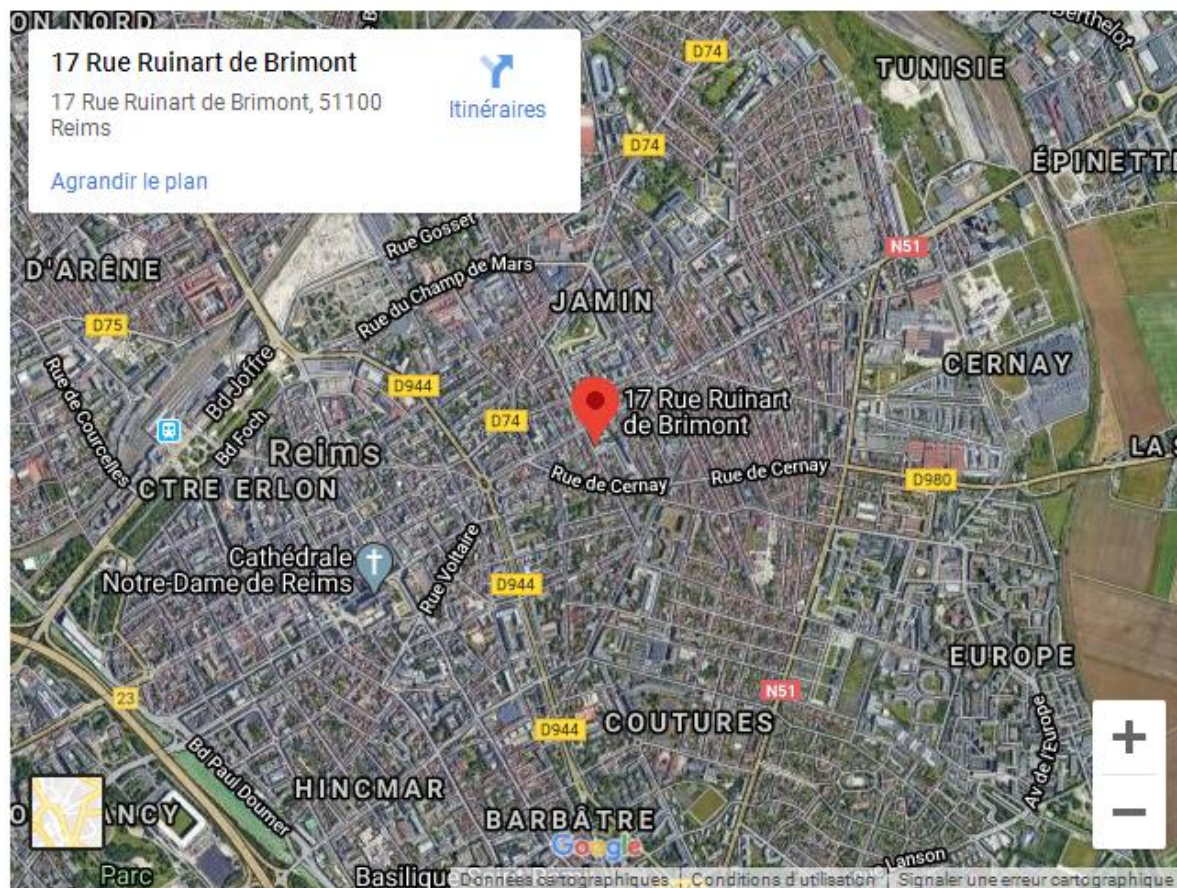 ON NORD
Berthelot
17 Rue Ruinart de Brimont
17 Rue Ruinart de Brimont, 51100
Reims
Itinéraires
Agrandir le plan
D74
TUNISIE
D74
ÉPINETTE
Rue Gosset
N51
D'ARÊNE
Rue du Champ de Mars
JAMIN
D75
Bd Joffre
CERNAY
Rue de Courcelles
D944
Bd Foch
D74
17 Rue Ruinart
de Brimont
Reims
LA S
Rue de Cernay
Rue de Cernay
D980
CTRE ERLON
Cathédrale
Notre-Dame de Reims
Rue Voltaire
D944
EUROPE
23
N51
D944
COUTURES
Bd Paul Doumer
Av de l'Europe
HINCMAR
ANCY
BARBÂTRE
Google
Parc
Basilique
Lanson
Données cartographiques
Conditions d'utilisation
Signaler une erreur cartographique